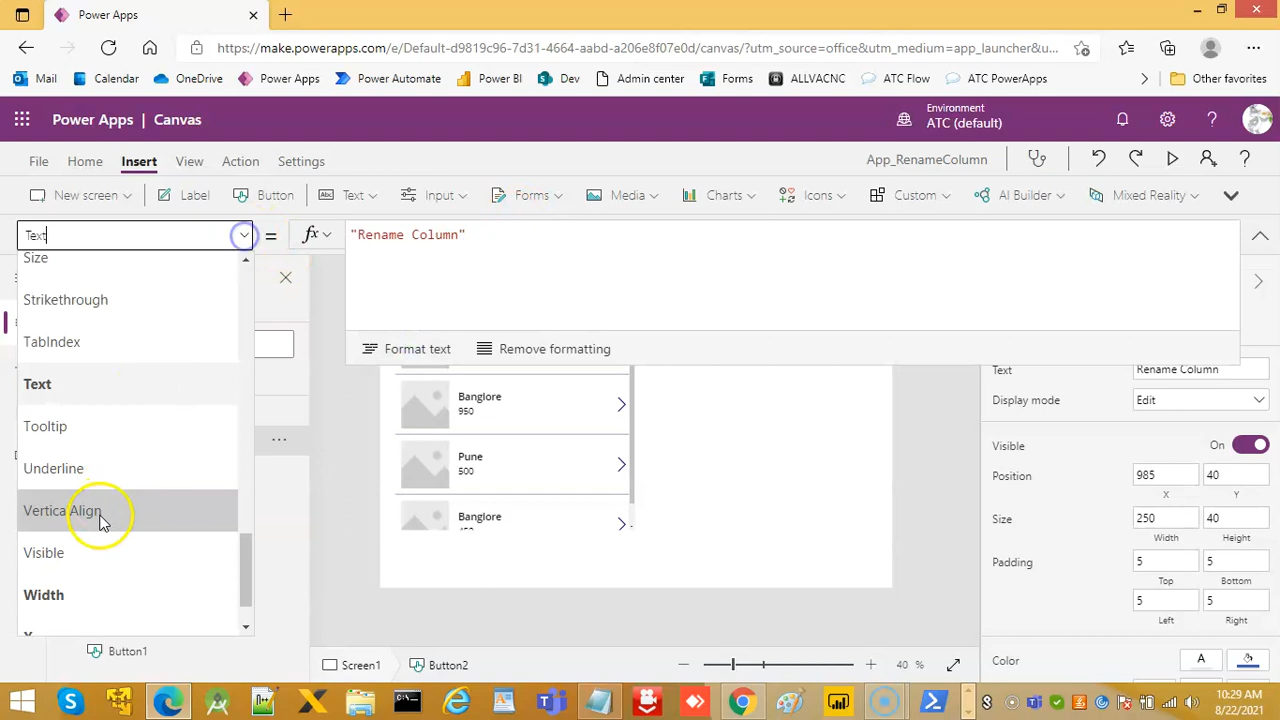 Power Apps
https://make.powerapps.com/e/Default-d9819c96-7d31-4464-aabd-a206e8f07e0d/canvas/?utm_source=office&utm_medium=app_launcher&u...
Mail Calendar OneDrive Power Apps Power Automate Power BI Dev Admin center Forms ALLVACNC ATC Flow ATC PowerApps Other favorites
Power Apps | Canvas
Environment
ATC (default)
File Home Insert View Action Settings App_RenameColumn
New screen Label Button Text Input Forms Media Charts Icons Custom AI Builder Mixed Reality
Text = fx "Rename Column"
Size
Strikethrough
TabIndex
Format text Remove formatting
Text
Tooltip
Underline
VerticalAlign
Visible
Width
X
Banglore
950
Pune
500
Banglore
Text Rename Column
Display mode Edit
Visible On
Position 985 40
X Y
Size 250 40
Width Height
Padding 5 5
Top Bottom
5 5
Left Right
Color A
Button1
Screen1 Button2 40 %
10:29 AM
8/22/2021